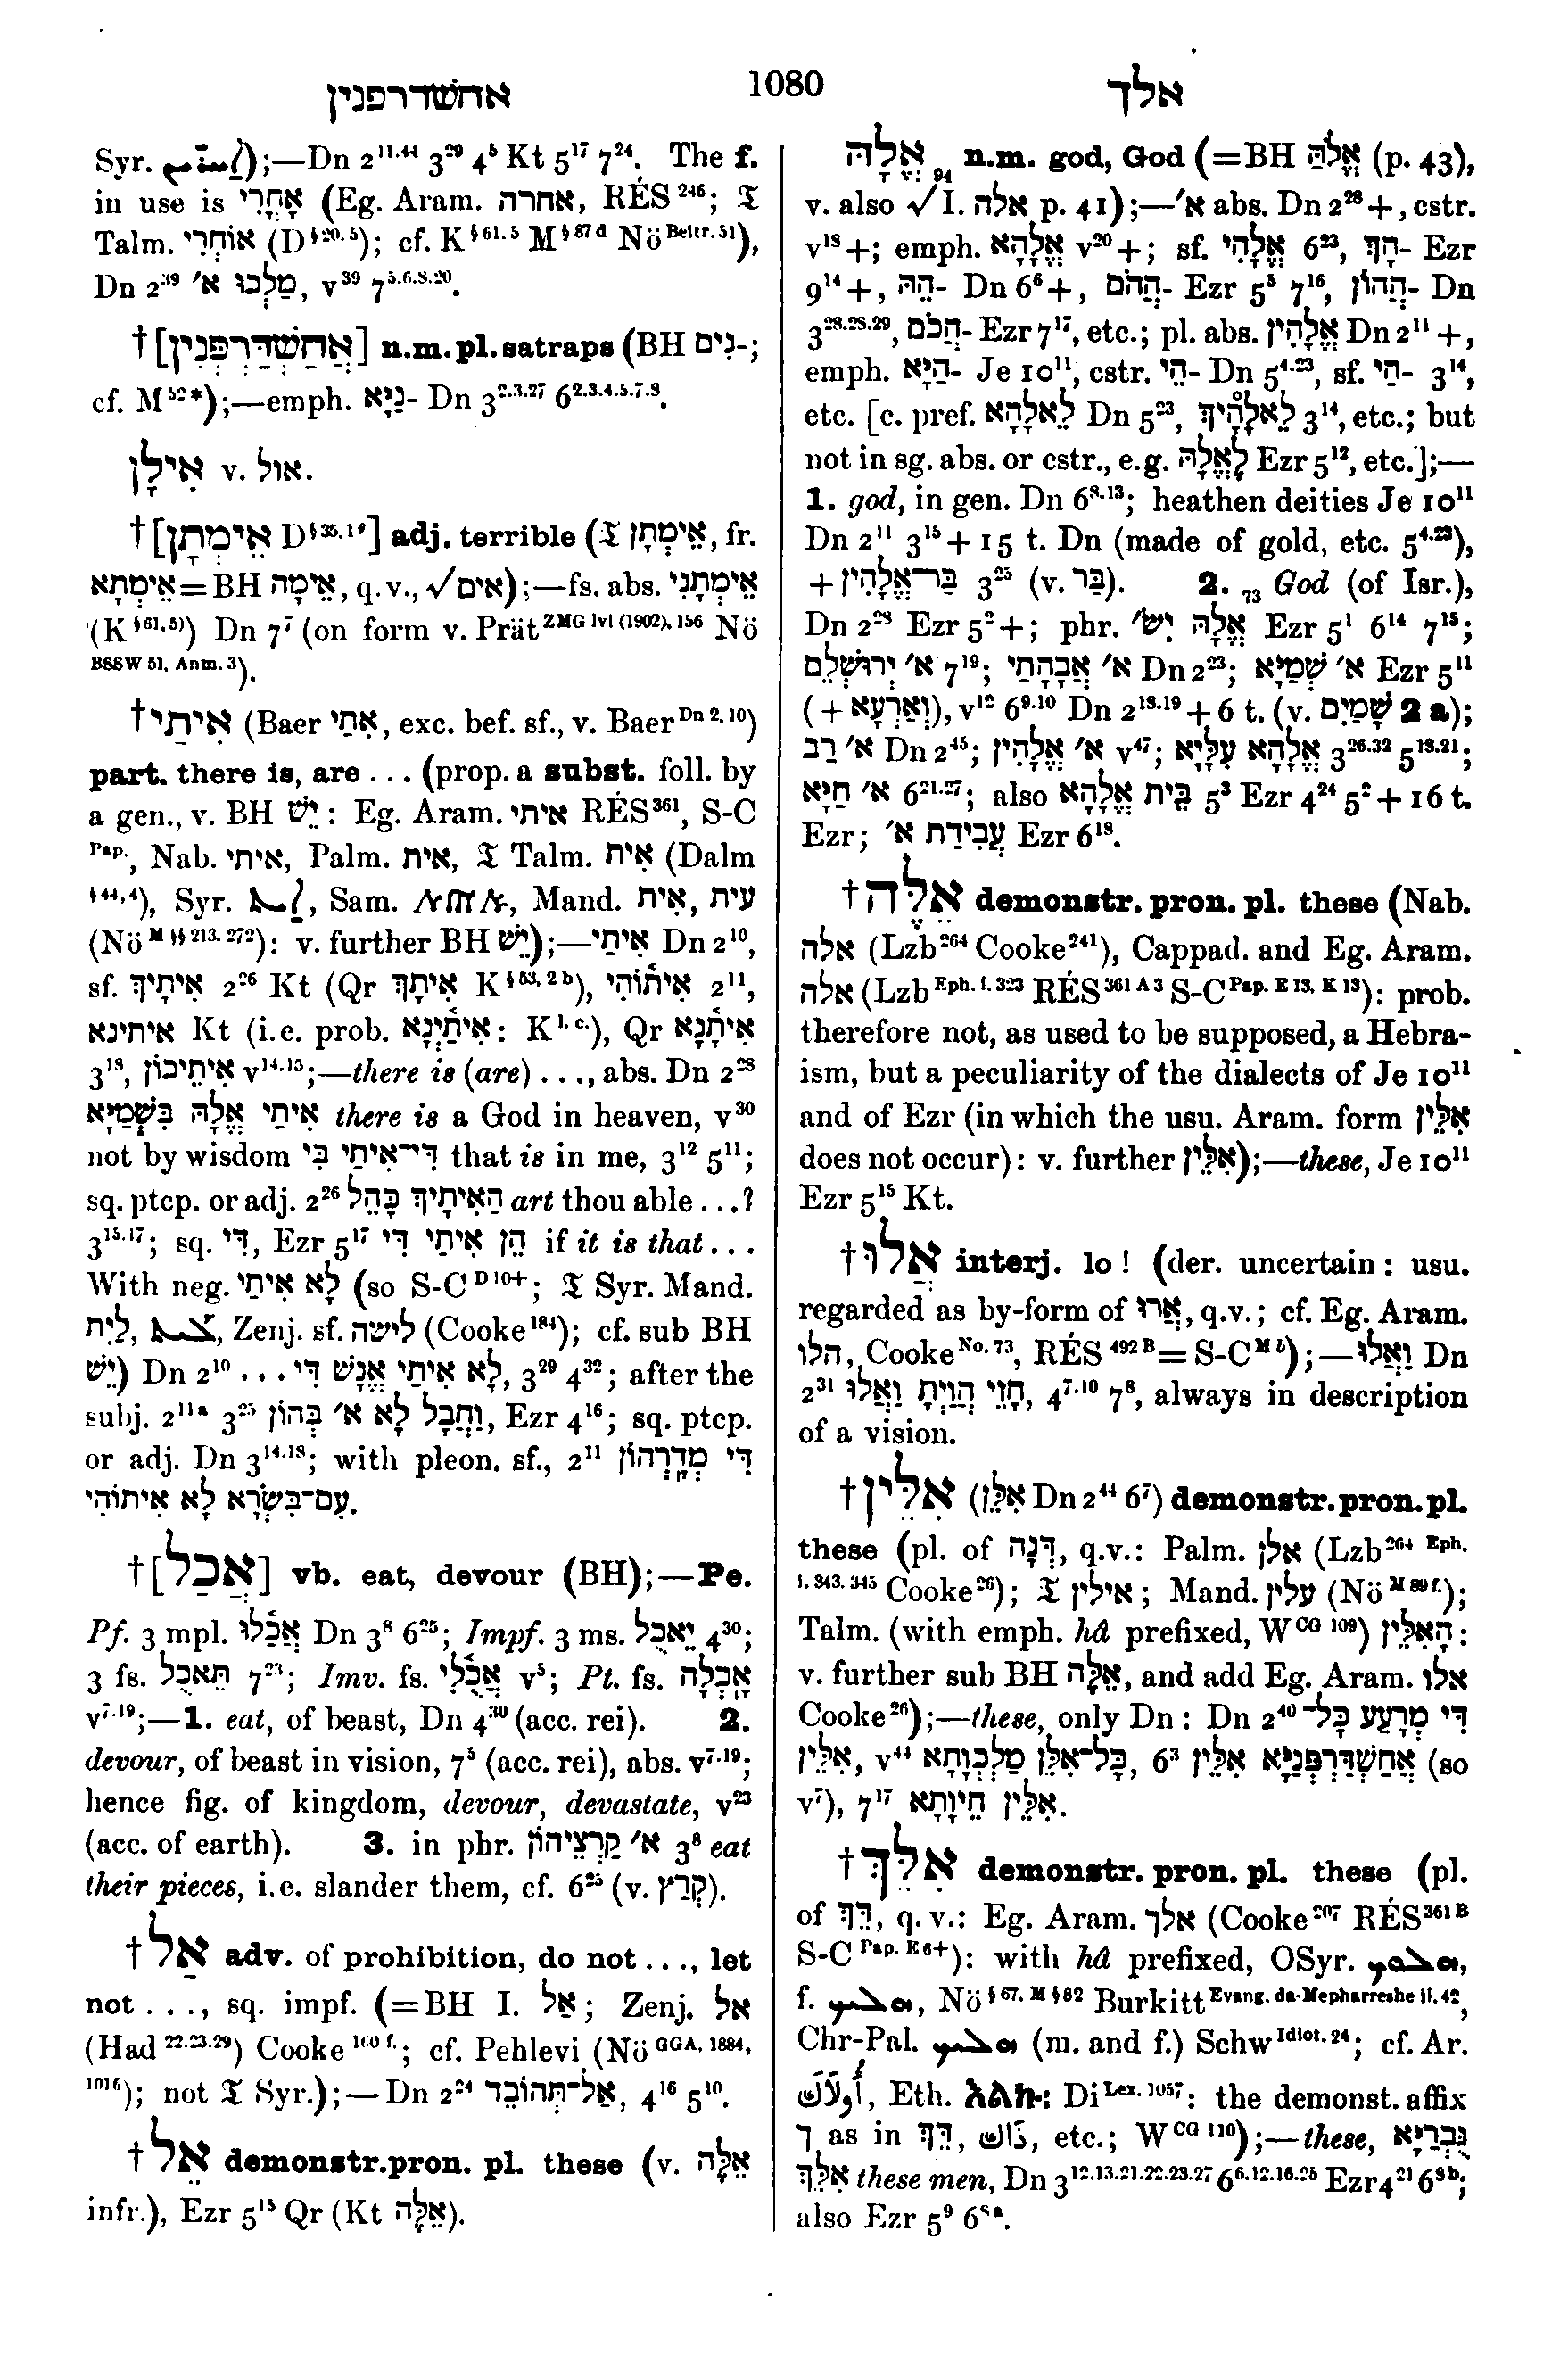 אחשדרפנין
1080
אלך
Syr. );—Dn 2 11.44 3 29 4 5 Kt 5 17 7 24. The f.
in use is אָחֳרִי (Eg. Aram. אחרה, RÉS 246; 𝔗
Talm. אוֹחְרִי (D § 20. 5); cf. K § 61. 5 M § 87 d Nö Beitr. 51),
Dn 2 39 מַלְכוּ א׳, v 39 7 5.6.8.20.
† [אֲחַשְׁדַּרְפְּנִין] n.m.pl. satraps (BH נִים-;
cf. M 52 *);—emph. נַיָּא- Dn 3 2.3.27 6 2.3.4.5.7.8.
אִילָן v. אול.
† [אֵימְתָן D § 35. 1] adj. terrible (𝔗 אֵימְתָן, fr.
אֵימְתָא=BH אֵימָה, q.v., √אים);—fs. abs. אֵימְתָנִי
(K § 61, 5)) Dn 7 7 (on form v. Prät ZMG lvi (1902), 156 Nö
BSSW 51, Anm. 3).
† אִיתַי (Baer אִתַי, exc. bef. sf., v. Baer Dn 2, 10)
part. there is, are . . . (prop. a subst. foll. by
a gen., v. BH יֵשׁ : Eg. Aram. איתי RÉS 361, S-C
Pap., Nab. איתי, Palm. אית, 𝔗 Talm. אִית (Dalm
§ 44, 4), Syr. , Sam. , Mand. אִית, עית
(Nö M §§ 213. 272): v. further BH יֵשׁ);—אִיתַי Dn 2 10,
sf. אִיתָיךְ 2 26 Kt (Qr אִיתָךְ K § 53, 2 b), אִיתוֹהִי 2 11,
איתינא Kt (i.e. prob. אִיתַיְנָא: K l. c.), Qr אִיתָנָא
3 18, אִיתֵיכוֹן v 14.15;—there is (are) . . ., abs. Dn 2 28
אִיתַי אֱלָהּ בִּשְׁמַיָּא there is a God in heaven, v 30
not by wisdom דִּי־אִיתַי בִּי that is in me, 3 12 5 11;
sq. ptcp. or adj. 2 26 הַאִיתָיךְ כָּהֵל art thou able . . .?
3 15.17; sq. דִּי, Ezr 5 17 הֵן אִיתַי דִּי if it is that . . .
With neg. לָא אִיתַי (so S-C D 10+; 𝔗 Syr. Mand.
לֵית, , Zenj. sf. לישה (Cooke 184); cf. sub BH
יֵשׁ) Dn 2 10 לָא אִיתַי אֱנָשׁ דִּי . . ., 3 29 4 32; after the
subj. 2 11a 3 25 וַחֲבָל לָא א׳ בְּהוֹן, Ezr 4 16; sq. ptcp.
or adj. Dn 3 14.18; with pleon. sf., 2 11 דִּי מְדָרְהוֹן
עִם־בִּשְׂרָא לָא אִיתוֹהִי.
† [אֲכַל] vb. eat, devour (BH);—Pe.
Pf. 3 mpl. אֲכַלוּ Dn 3 8 6 25; Impf. 3 ms. יֵאכֻל 4 30;
3 fs. תֵּאכֻל 7 23; Imv. fs. אֲכֻלִי v 5; Pt. fs. אָכְלָה
v 7.19;—1. eat, of beast, Dn 4 30 (acc. rei). 2.
devour, of beast in vision, 7 5 (acc. rei), abs. v 7.19;
hence fig. of kingdom, devour, devastate, v 23
(acc. of earth). 3. in phr. א׳ קַרְצֵיהוֹן 3 8 eat
their pieces, i.e. slander them, cf. 6 25 (v. קְרַץ).
† אַל adv. of prohibition, do not . . ., let
not . . ., sq. impf. (=BH I. אַל; Zenj. אל
(Had 22.23.29) Cooke 160 f.; cf. Pehlevi (Nö GGA. 1884,
1016); not 𝔗 Syr.);—Dn 2 24 אַל־תְּהוֹבֵד, 4 16 5 10.
† אֵל demonstr. pron. pl. these (v. אֵלֶּה
infr.), Ezr 5 15 Qr (Kt אֵלֶּה).
אֱלָהּ 94 n.m. god, God (=BH אֱלֹהַּ (p. 43),
v. also √ I. אלה p. 41);—א׳ abs. Dn 2 28 +, cstr.
v 18 +; emph. אֱלָהָא v 20 +; sf. אֱלָהִי 6 23, הָךְ- Ezr
9 14 +, הֵהּ- Dn 6 6 +, הֲהֹם- Ezr 5 5 7 16, הֲהוֹן- Dn
3 28.28.29, הֲכֹם- Ezr 7 17, etc.; pl. abs. אֱלָהִין Dn 2 11 +,
emph. הַיָּא- Je 10 11, cstr. הֵי- Dn 5 4.23, sf. הַי- 3 14,
etc. [c. pref. לֵאלָהָא Dn 5 23, לֵאלָהָיךְ 3 14, etc.; but
not in sg. abs. or cstr., e.g. לֶאֱלָהּ Ezr 5 12, etc.];—
1. god, in gen. Dn 6 8.13; heathen deities Je 10 11
Dn 2 11 3 15 + 15 t. Dn (made of gold, etc. 5 4.23),
+ בַּר־אֱלָהִין 3 25 (v. בַּר). 2. 73 God (of Isr.),
Dn 2 28 Ezr 5 2 +; phr. אֱלָהּ יִשׂ׳ Ezr 5 1 6 14 7 15;
א׳ יְרוּשְׁלֵם 7 19; א׳ אֲבָהָתִי Dn 2 23; א׳ שְׁמַיָּא Ezr 5 11
(+ וְאַרְעָא), v 12 6 9.10 Dn 2 18.19 + 6 t. (v. שָׁמַיִם 2 a);
א׳ רַב Dn 2 45; א׳ אֱלָהִין v 47; אֱלָהָא עִלָּיָא 3 26.32 5 18.21;
א׳ חַיָּא 6 21.27; also בֵּית אֱלָהָא 5 3 Ezr 4 24 5 2 + 16 t.
Ezr; עֲבִידַת א׳ Ezr 6 18.
† אֵלֶּה demonstr. pron. pl. these (Nab.
אלה (Lzb 264 Cooke 241), Cappad. and Eg. Aram.
אלה (Lzb Eph. i. 323 RÉS 361 A 3 S-C Pap. E 13, K 13): prob.
therefore not, as used to be supposed, a Hebra-
ism, but a peculiarity of the dialects of Je 10 11
and of Ezr (in which the usu. Aram. form אִלֵּין
does not occur): v. further אִלֵּין);—these, Je 10 11
Ezr 5 15 Kt.
† אֲלוּ interj. lo! (der. uncertain: usu.
regarded as by-form of אֲרוּ, q.v.; cf. Eg. Aram.
הלו, Cooke No. 73, RÉS 492 B = S-C M b);—וַאֲלוּ Dn
2 31 חָזֵי הֲוַיְתָ וַאֲלוּ, 4 7.10 7 8, always in description
of a vision.
† אִלֵּין (אִלֵּן Dn 2 44 6 7) demonstr. pron. pl.
these (pl. of דְּנָה, q.v.: Palm. אלן (Lzb 264 Eph.
i. 343. 345 Cooke 26); 𝔗 אילין; Mand. עלין (Nö M 89 f.);
Talm. (with emph. hâ prefixed, W CG 109) הָאִלֵּין:
v. further sub BH אֵלֶּה, and add Eg. Aram. אלו
Cooke 26);—these, only Dn : Dn 2 40 דִּי מְרָעַע כָּל־
אִלֵּין, v 44 כָּל־אִלֵּן מַלְכְוָתָא, 6 3 אֲחַשְׁדַּרְפְּנַיָּא אִלֵּין (so
v 7), 7 17 אִלֵּין חֵיוָתָא.
† אִלֵּךְ demonstr. pron. pl. these (pl.
of דֵּךְ, q.v.: Eg. Aram. אלך (Cooke 207 RÉS 361 B
S-C Pap. E 6+): with hâ prefixed, OSyr. ,
f. , Nö § 67. M § 82 Burkitt Evang. da-Mepharreshe ii. 42,
Chr-Pal. (m. and f.) Schw Idiot. 24; cf. Ar.
أُولَٰئِكَ, Eth. እልኩ: Di Lex. 1057: the demonst. affix
ך as in דֵּךְ, ذَاكَ, etc.; W CG 110);—these, גֻּבְרַיָּא
אִלֵּךְ these men, Dn 3 12.13.21.22.23.27 6 6.12.16.25 Ezr 4 21 6 8b;
also Ezr 5 9 6 8a.